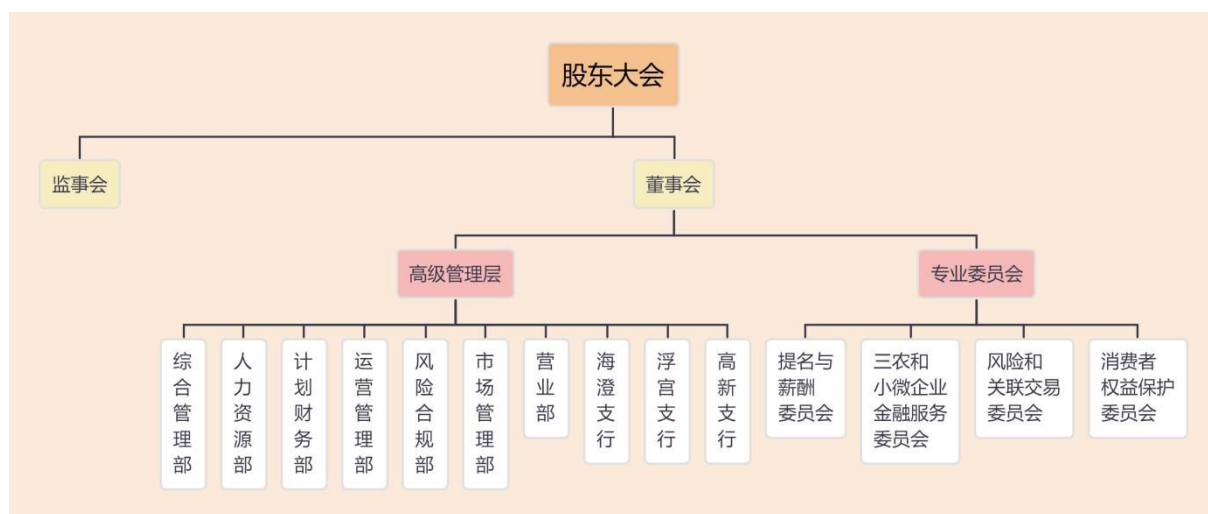 股东大会
监事会
董事会
高级管理层
专业委员会
综合管理部
人力资源部
计划财务部
运营管理部
风险合规部
市场管理部
营业部
海澄支行
浮宫支行
高新支行
提名与
薪酬
委员会
三农和
小微企业
金融服务
委员会
风险和
关联交易
委员会
消费者
权益保护
委员会